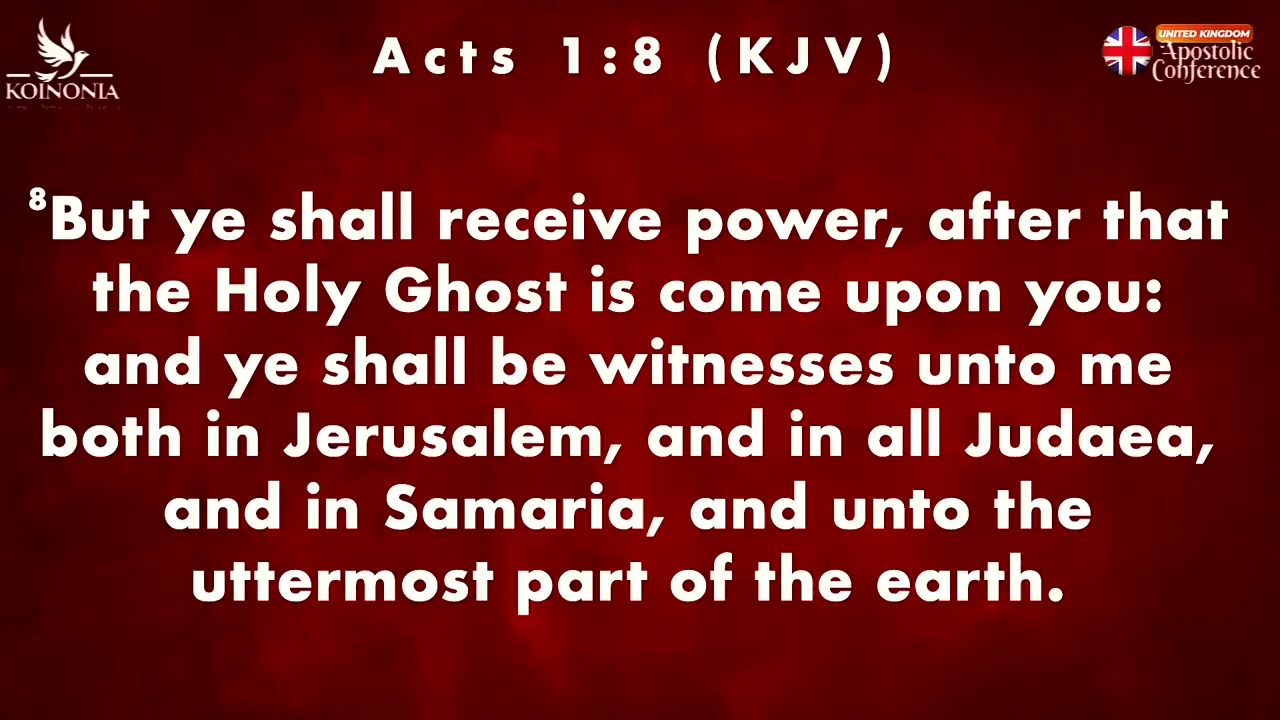 KOINONIA
Acts 1:8 (KJV)
UNITED KINGDOM
Apostolic
Conference
8But ye shall receive power, after that
the Holy Ghost is come upon you:
and ye shall be witnesses unto me
both in Jerusalem, and in all Judaea,
and in Samaria, and unto the
uttermost part of the earth.